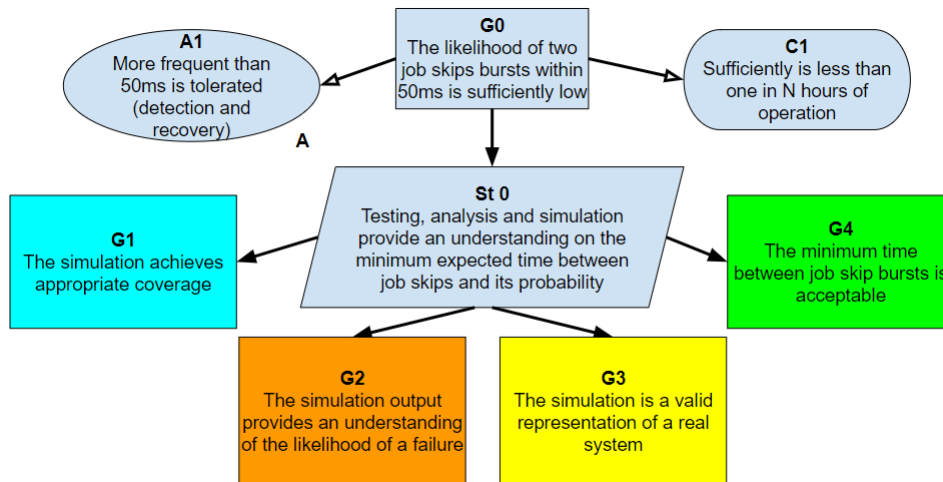 G0
The likelihood of two
job skips bursts within
50ms is sufficiently low
A1
More frequent than
50ms is tolerated
(detection and
recovery)
A
C1
Sufficiently is less than
one in N hours of
operation
St 0
Testing, analysis and simulation
provide an understanding on the
minimum expected time between
job skips and its probability
G1
The simulation achieves
appropriate coverage
G4
The minimum time
between job skip bursts is
acceptable
G2
The simulation output
provides an understanding
of the likelihood of a failure
G3
The simulation is a valid
representation of a real
system